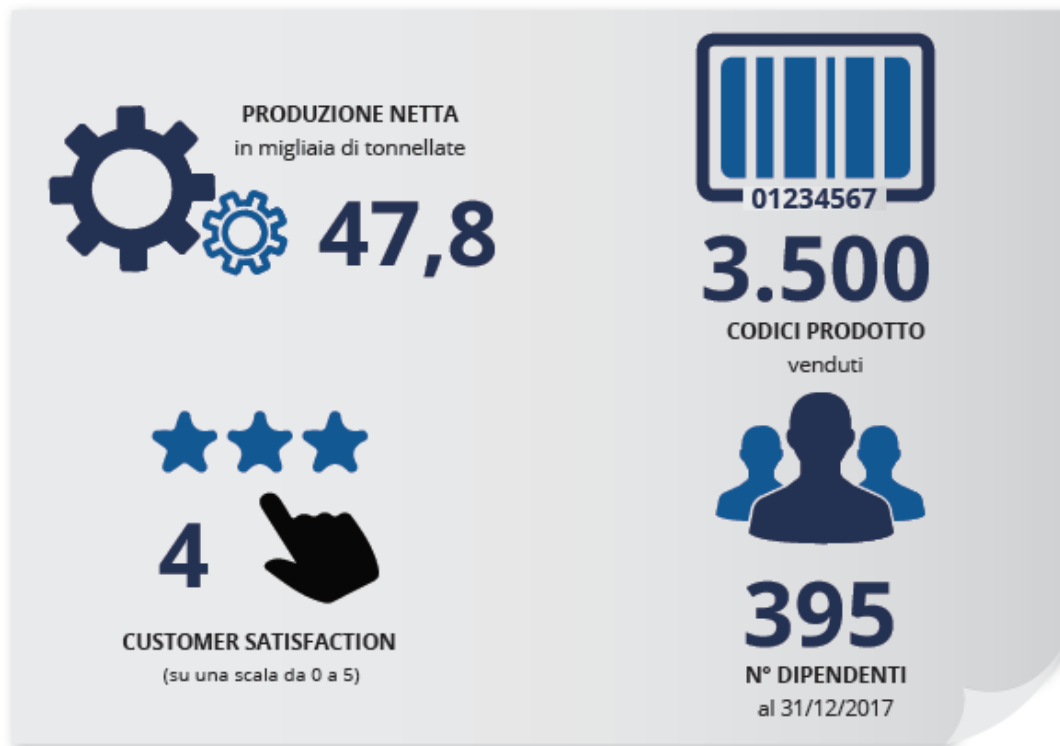 PRODUZIONE NETTA
in migliaia di tonnellate
47,8
01234567
3.500
CODICI PRODOTTO
venduti
4
CUSTOMER SATISFACTION
(su una scala da 0 a 5)
395
N° DIPENDENTI
al 31/12/2017